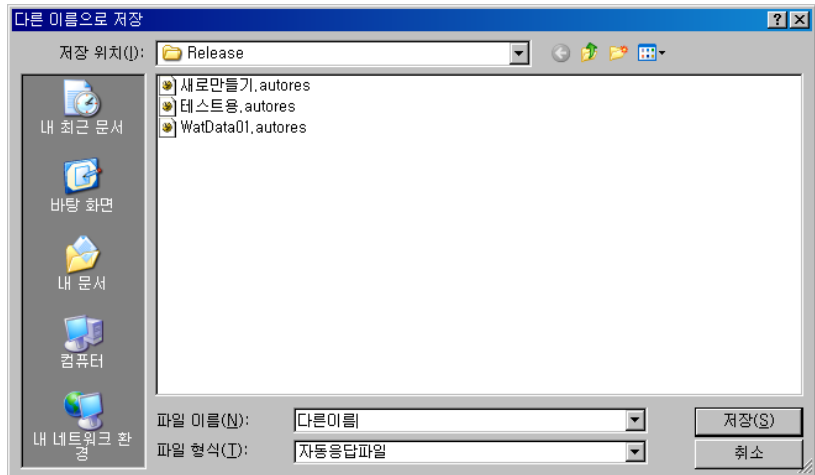 다른 이름으로 저장
저장 위치(I):
Release
내 최근 문서
바탕 화면
내 문서
컴퓨터
내 네트워크 환
경
새로만들기.autores
테스트용.autores
WatData01.autores
파일 이름(N):
다른이름
저장(S)
파일 형식(T):
자동응답파일
취소